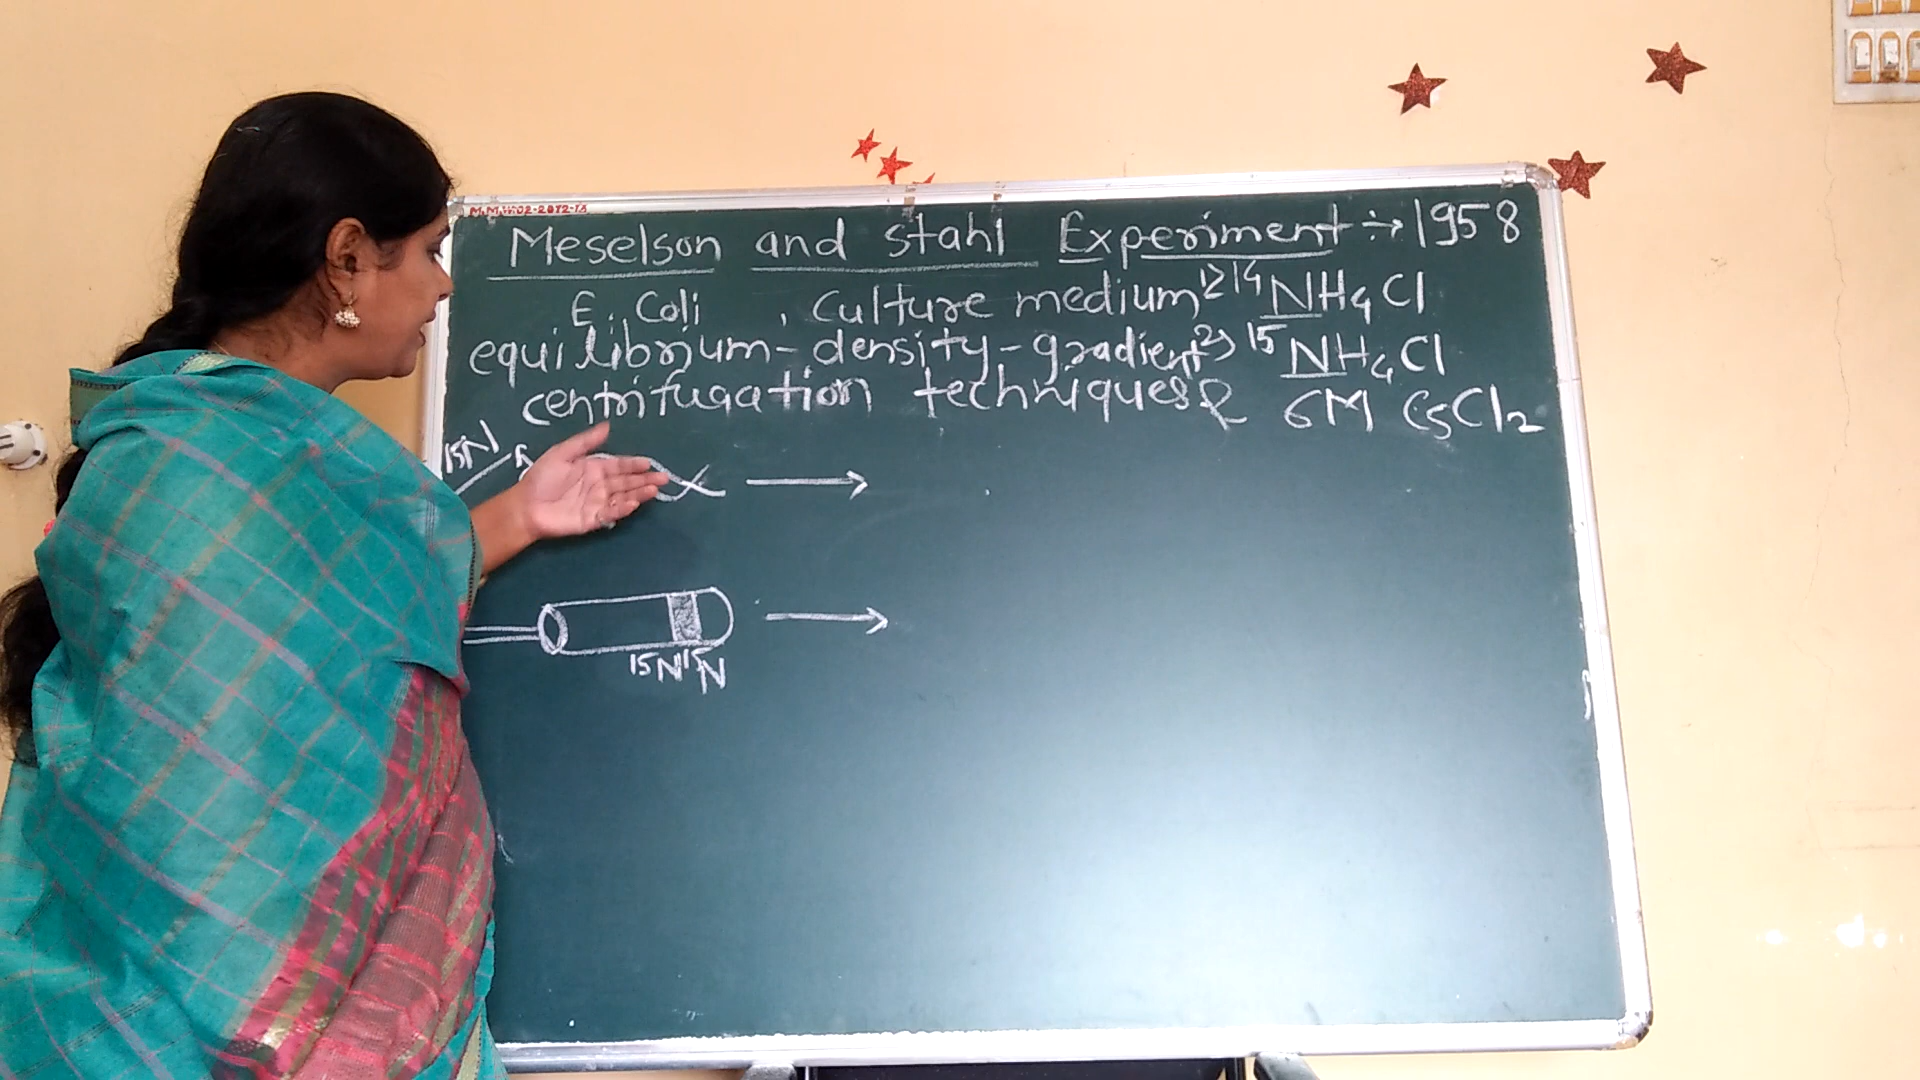 Meselson and stahl Experiment ÷→ 1958
E. Coli , culture medium, 1> 14NH4Cl
equilibrium-density-gradient 2> 15NH4Cl
centrifugation techniques & 6M CsCl2
15N
15N 15N